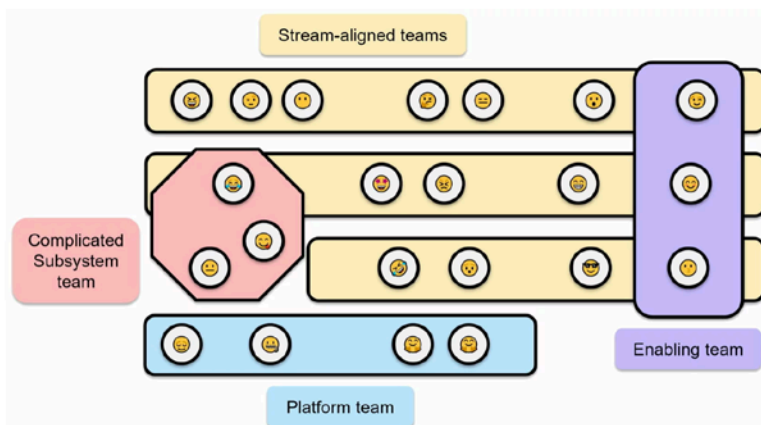 Stream-aligned teams
Complicated
Subsystem
team
Enabling team
Platform team